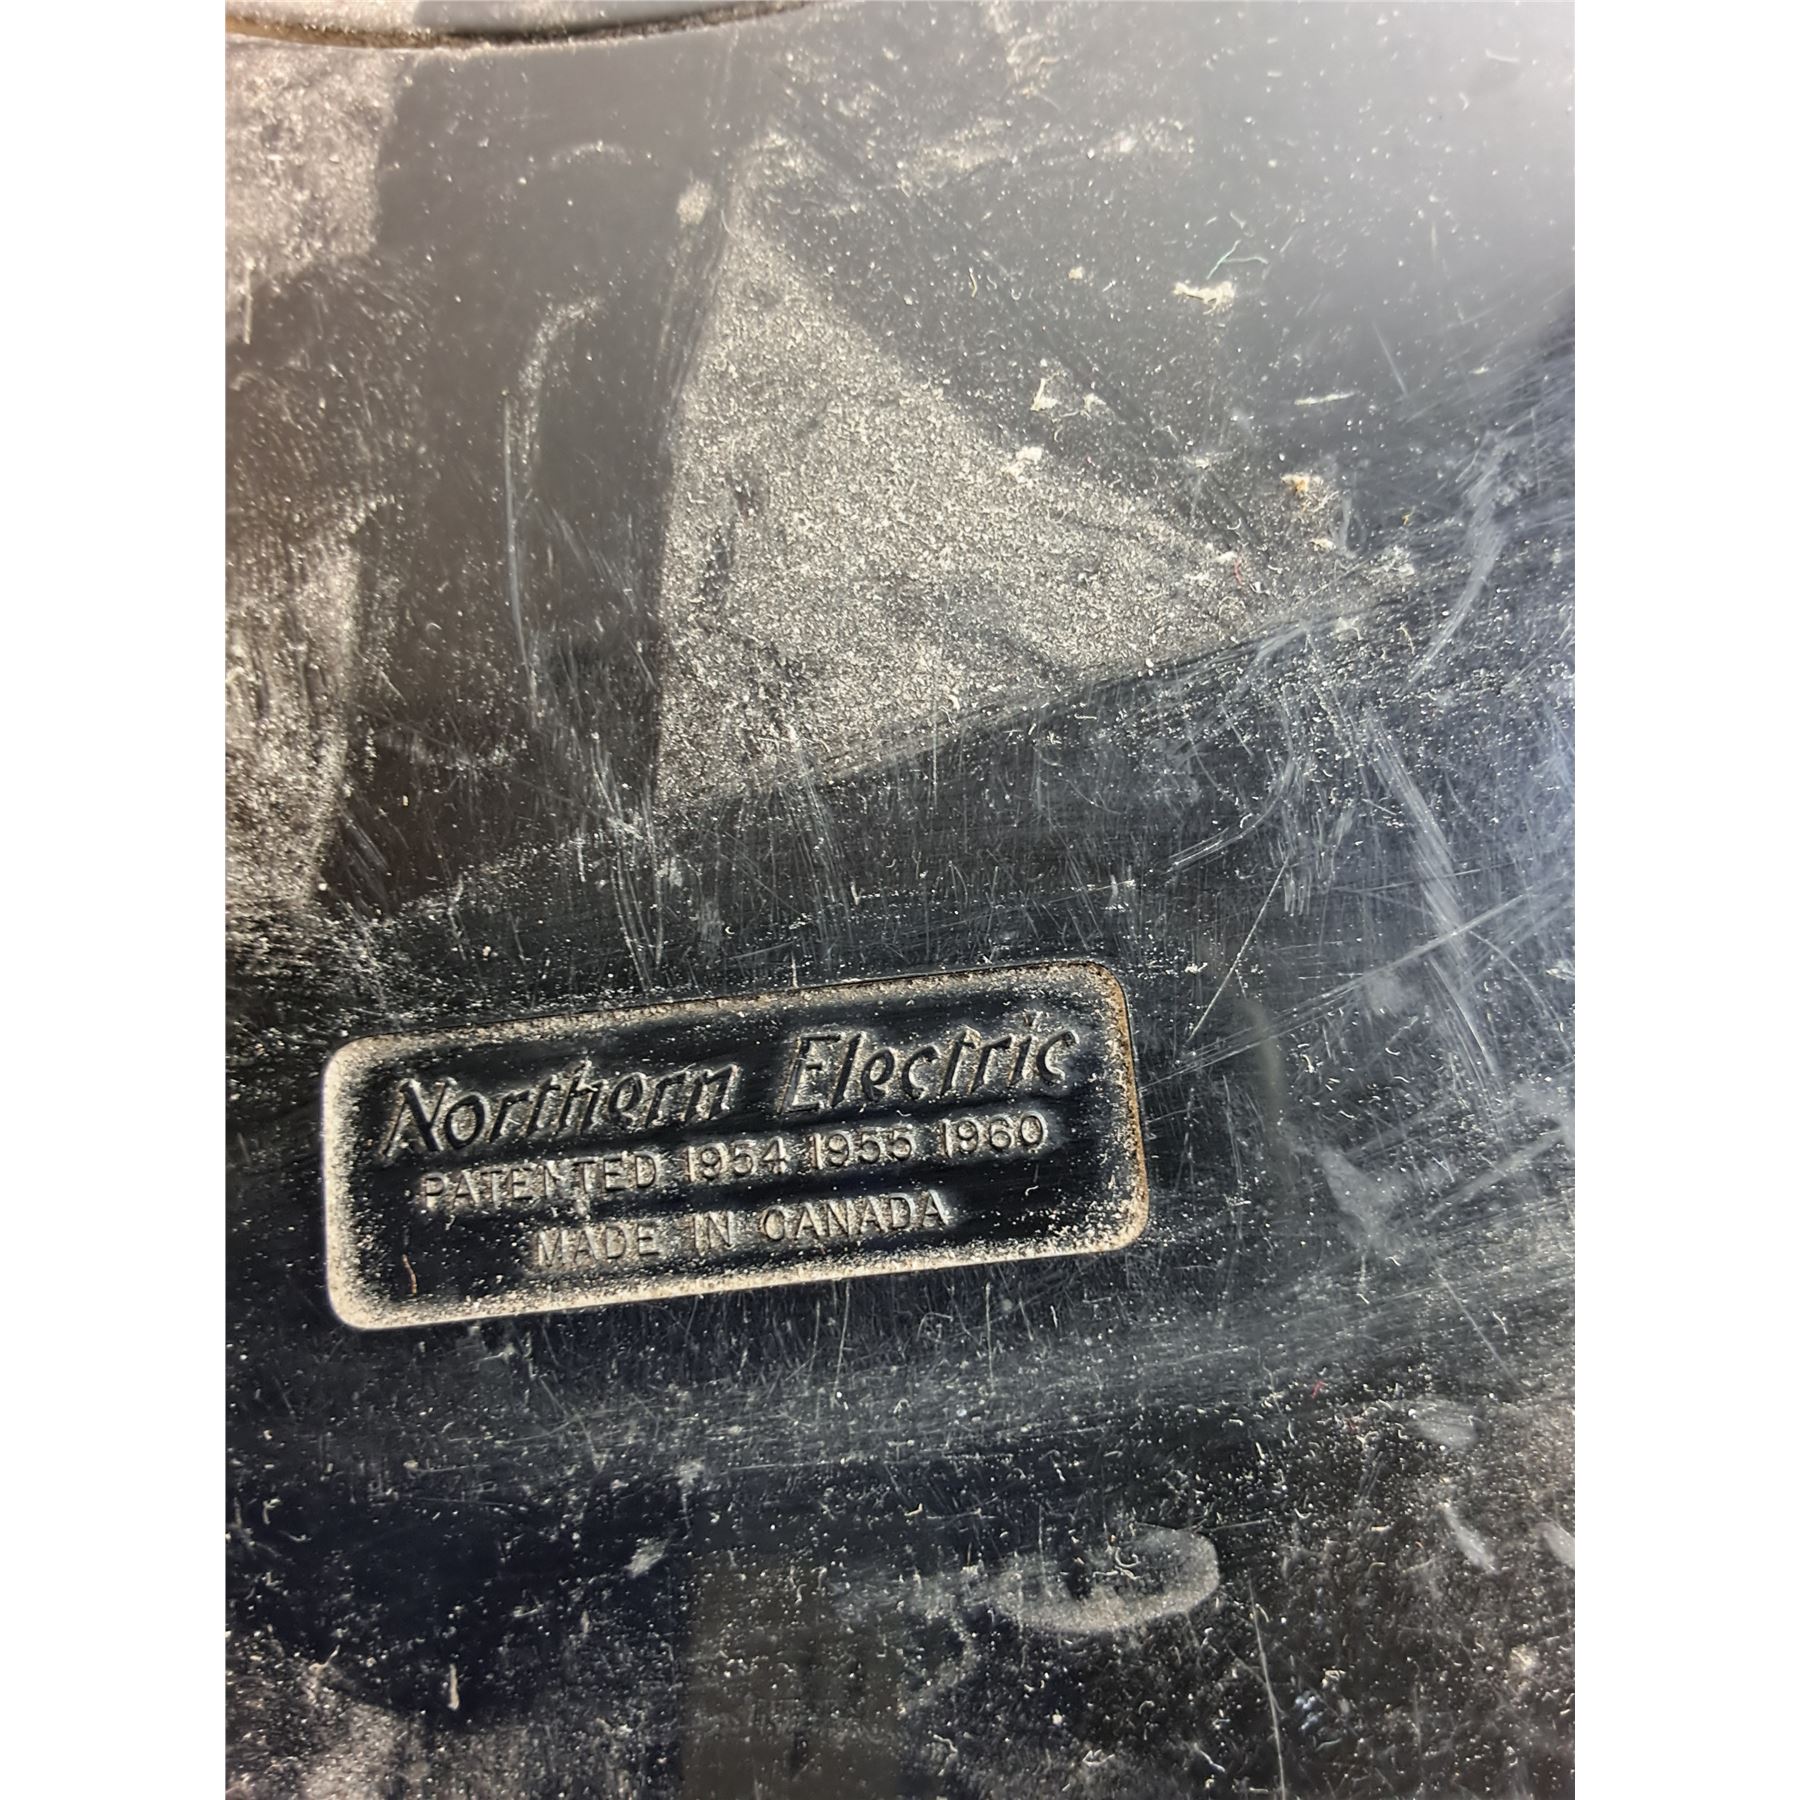 Northern Electric
PATENTED 1954 1955 1960
MADE IN CANADA